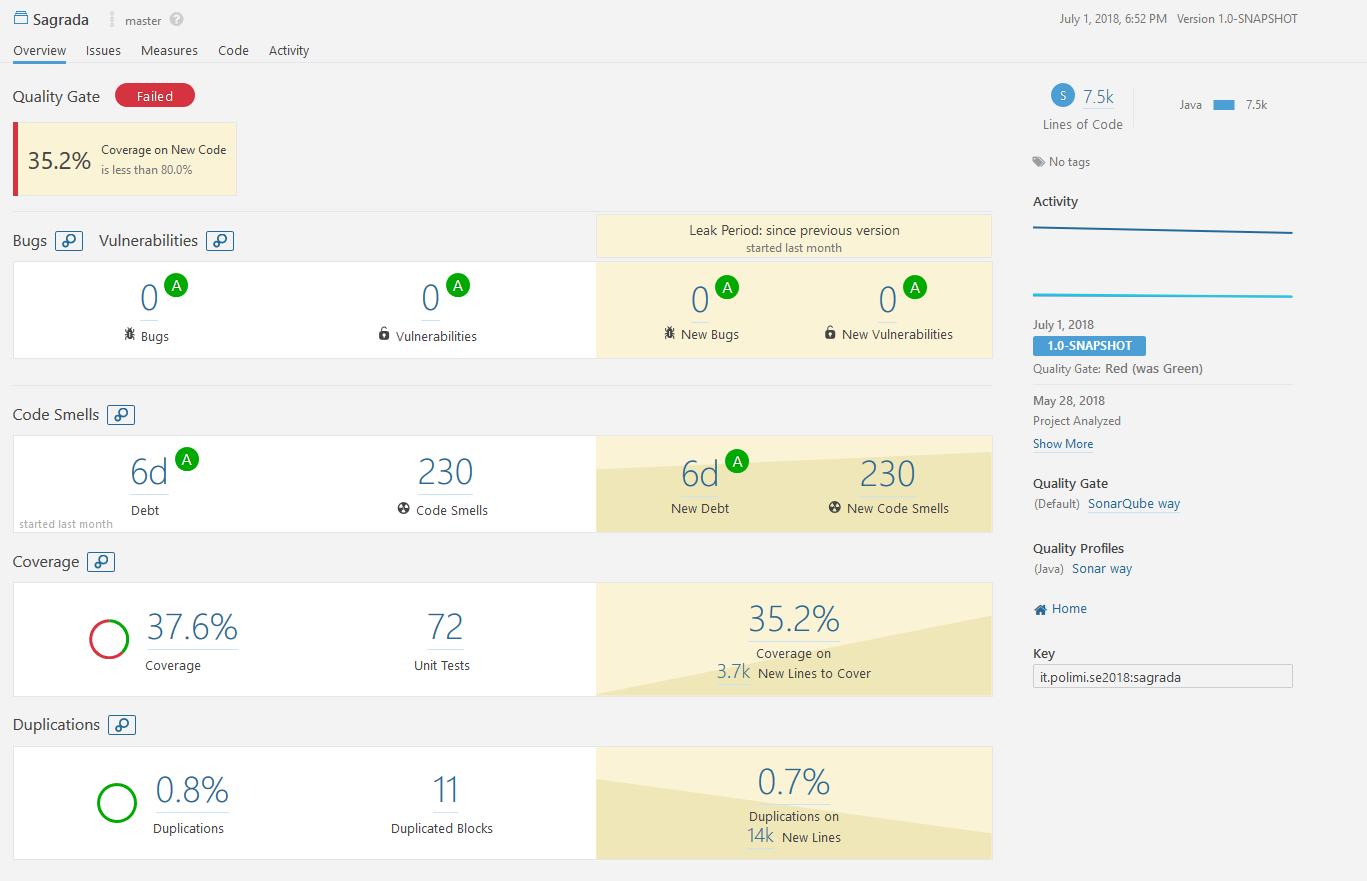 Sagrada master ?
July 1, 2018, 6:52 PM Version 1.0-SNAPSHOT
Overview Issues Measures Code Activity
Quality Gate Failed
35.2% Coverage on New Code
is less than 80.0%
Bugs Vulnerabilities
Leak Period: since previous version
started last month
0 A
Bugs
0 A
Vulnerabilities
0 A
New Bugs
0 A
New Vulnerabilities
Code Smells
6d A
Debt
230
Code Smells
started last month
6d A
New Debt
230
New Code Smells
Coverage
37.6%
Coverage
72
Unit Tests
35.2%
Coverage on
3.7k New Lines to Cover
Duplications
0.8%
Duplications
11
Duplicated Blocks
0.7%
Duplications on
14k New Lines
S 7.5k
Lines of Code
Java 7.5k
No tags
Activity
July 1, 2018
1.0-SNAPSHOT
Quality Gate: Red (was Green)
May 28, 2018
Project Analyzed
Show More
Quality Gate
(Default) SonarQube way
Quality Profiles
(Java) Sonar way
Home
Key
it.polimi.se2018:sagrada